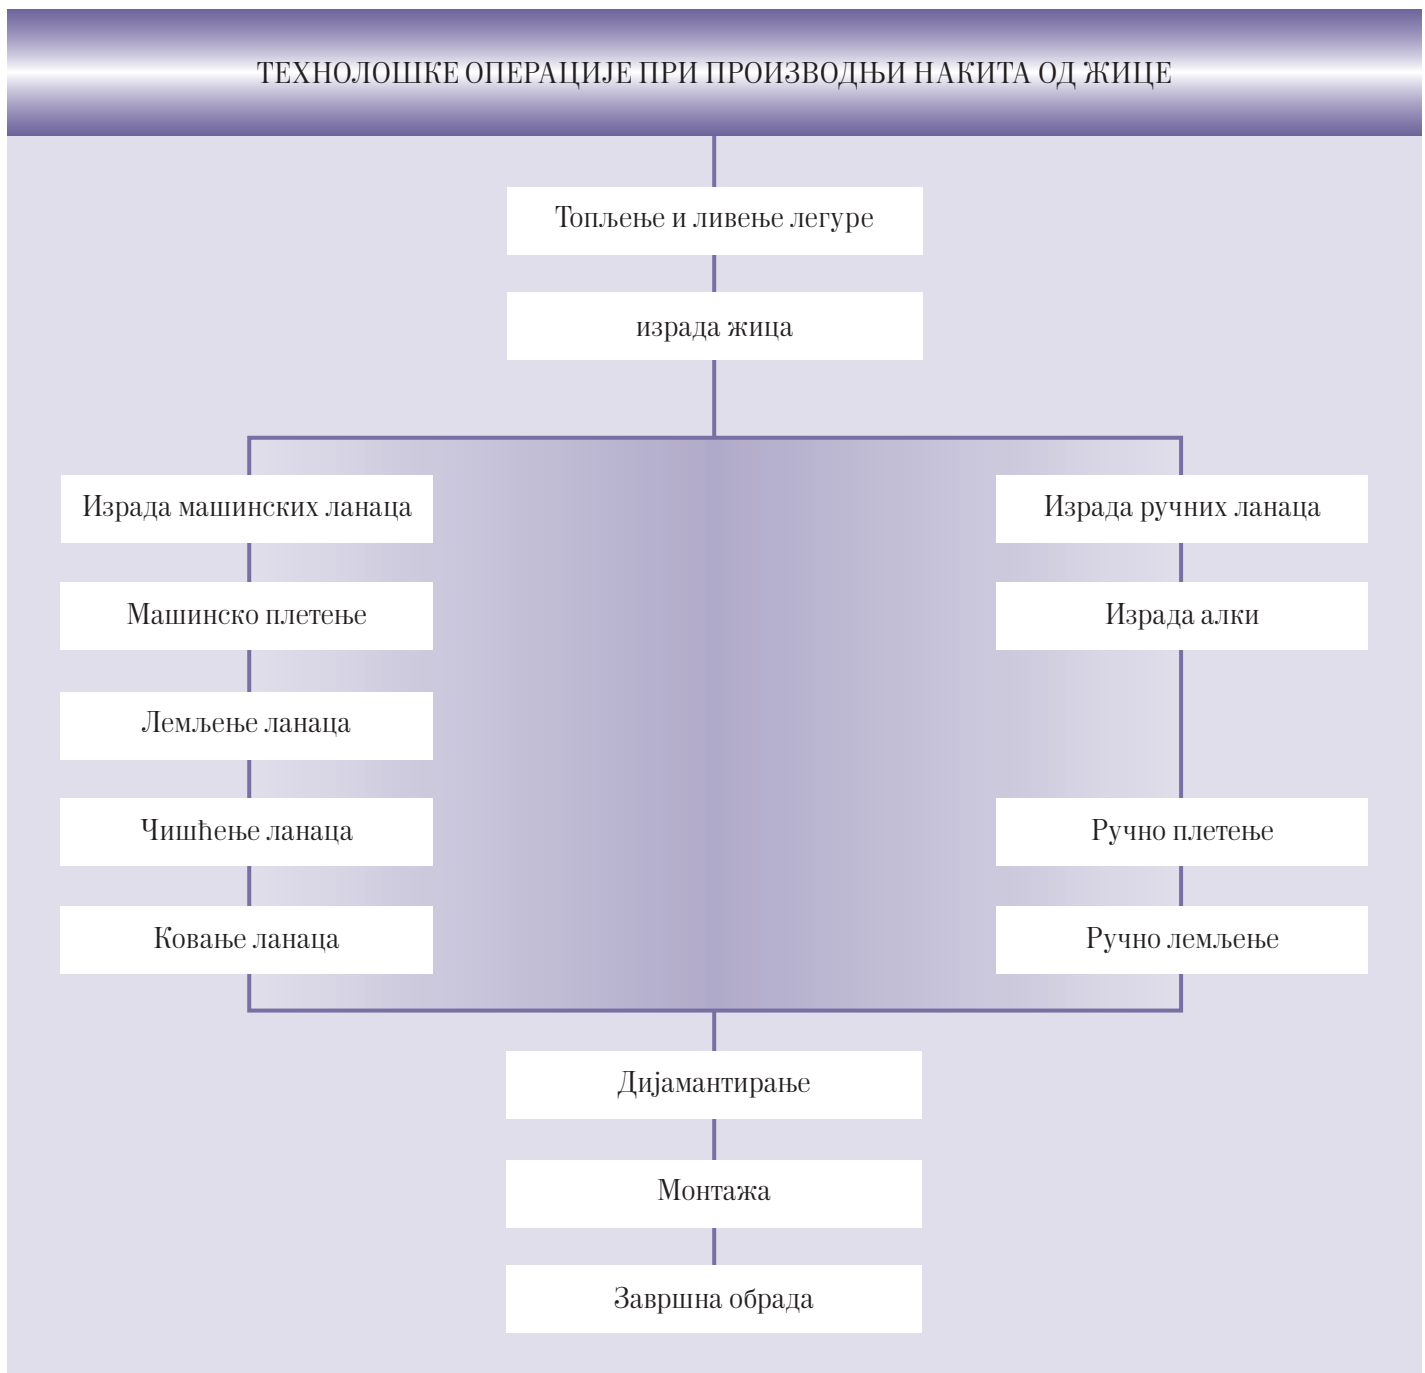 ТЕХНОЛОШКЕ ОПЕРАЦИЈЕ ПРИ ПРОИЗВОДЊИ НАКИТА ОД ЖИЦЕ
Топљење и ливење легуре
израда жица
Израда машинских ланаца
Машинско плетење
Лемљење ланаца
Чишћење ланаца
Ковање ланаца
Израда ручних ланаца
Израда алки
Ручно плетење
Ручно лемљење
Дијамантирање
Монтажа
Завршна обрада